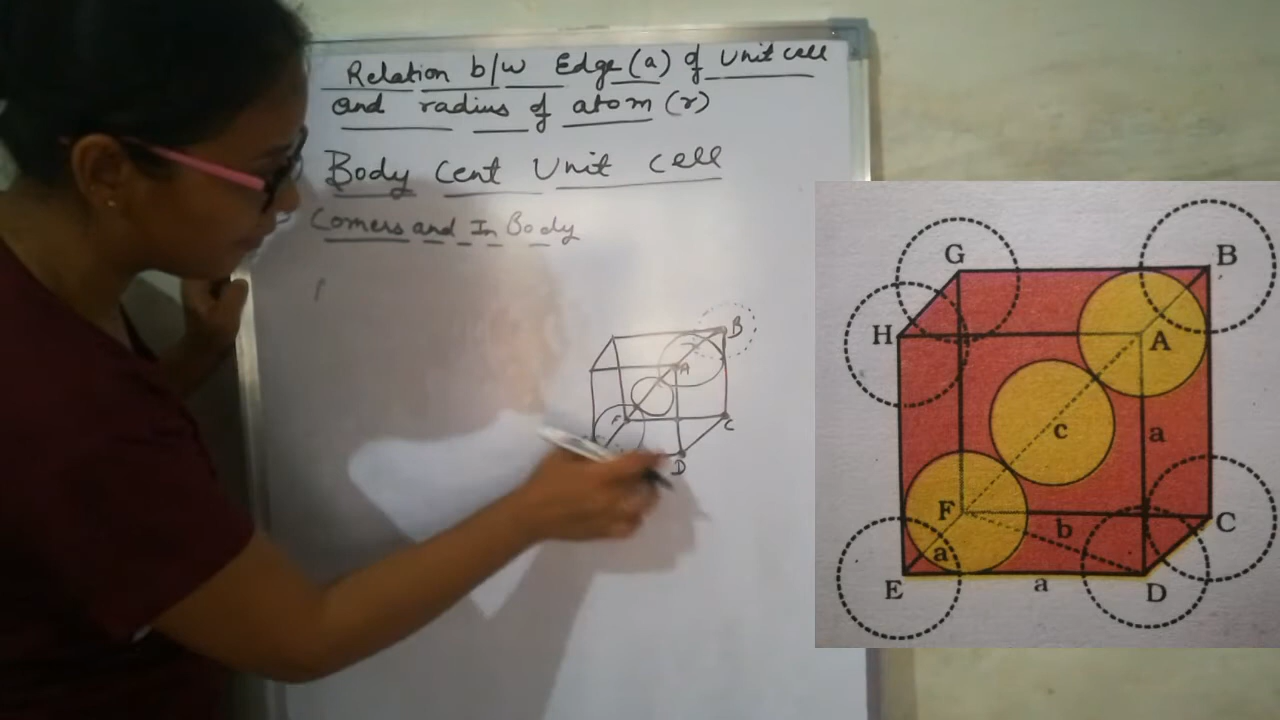 Relation b/w Edge (a) of Unit cell
and radius of atom (r)
Body Cent Unit Cell
Corners and In Body
B
A
F
C
D
G
B
H
A
c
a
F
b
C
a
E
a
D